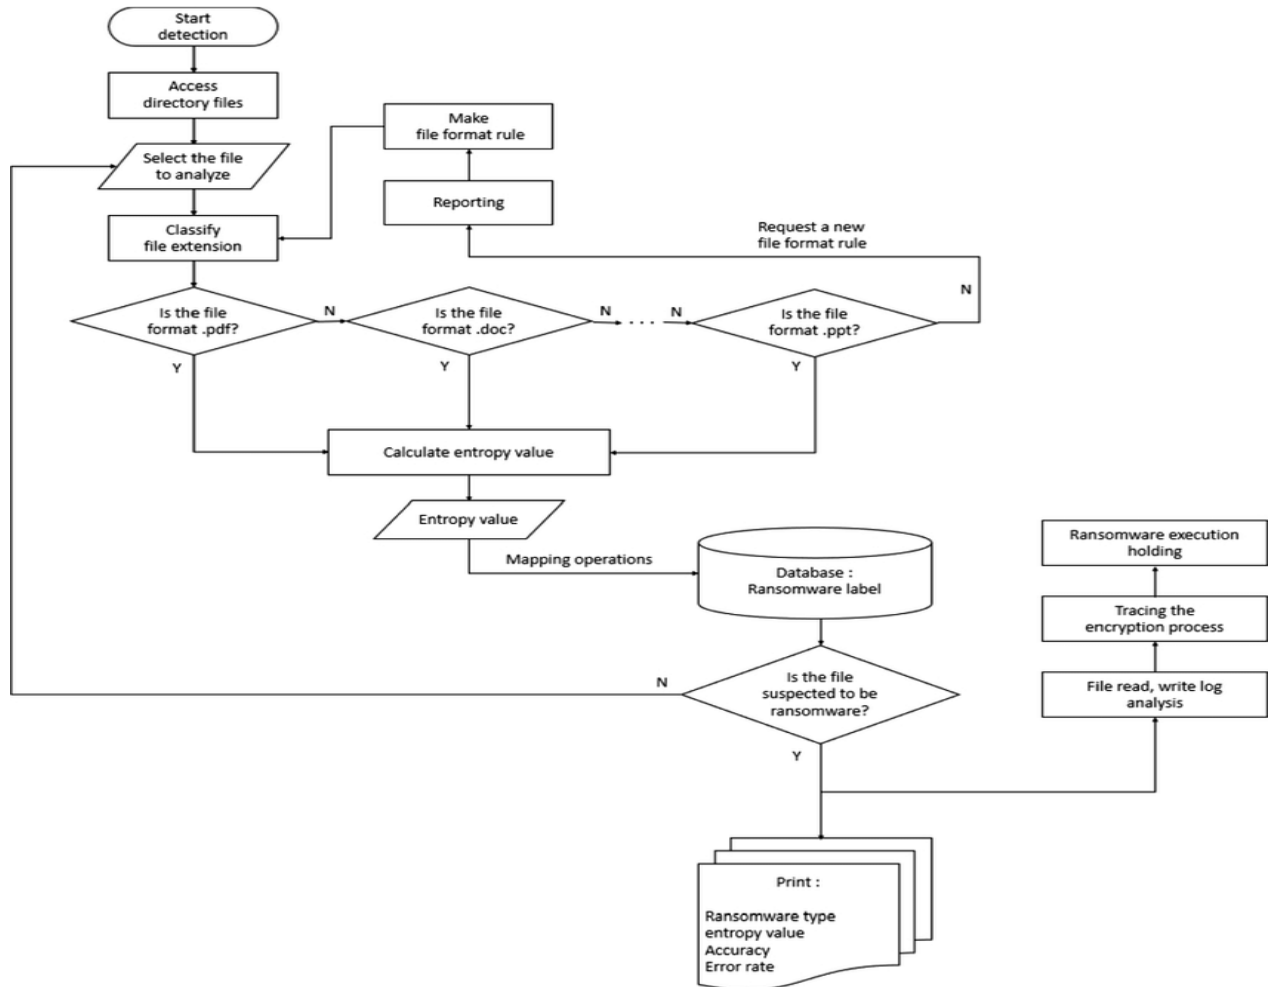 Start
detection
Access
directory files
Make
file format rule
Select the file
to analyze
Reporting
Classify
file extension
Request a new
file format rule
N
Is the file
format .pdf?
N
Is the file
format .doc?
N
. . .
N
Is the file
format .ppt?
Y
Y
Y
Calculate entropy value
Entropy value
Mapping operations
Database :
Ransomware label
Ransomware execution
holding
Tracing the
encryption process
N
Is the file
suspected to be
ransomware?
File read, write log
analysis
Y
Print :
Ransomware type
entropy value
Accuracy
Error rate